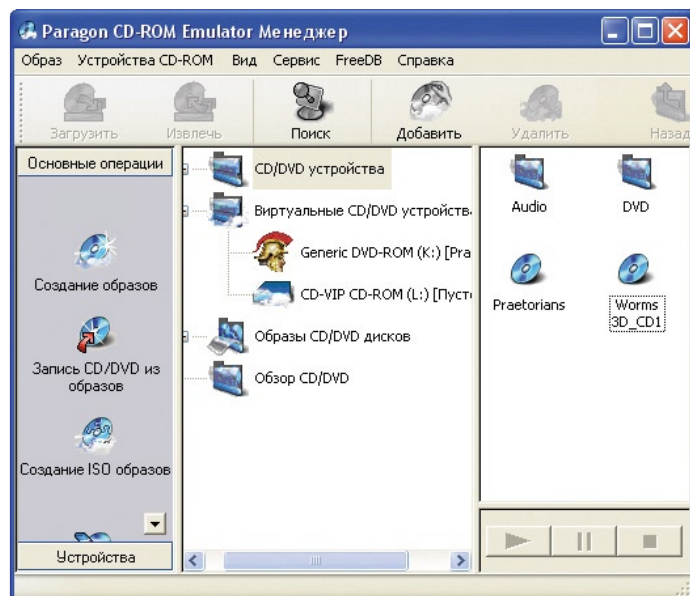 Paragon CD-ROM Emulator Менеджер
Образ Устройства CD-ROM Вид Сервис FreeDB Справка
Загрузить Извлечь Поиск Добавить Удалить Назад
Основные операции
Создание образов
Запись CD/DVD из
образов
Создание ISO образов
Устройства
CD/DVD устройства
Виртуальные CD/DVD устройств
Generic DVD-ROM (K:) [Pra
CD-VIP CD-ROM (L:) [Пуст
Образы CD/DVD дисков
Обзор CD/DVD
Audio DVD
Praetorians Worms
3D_CD1